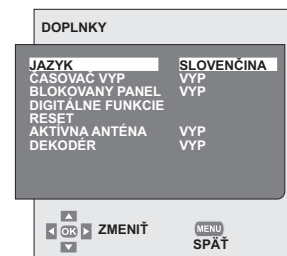 DOPLNKY
JAZYK SLOVENČINA
ČASOVAČ VYP VYP
BLOKOVANY PANEL VYP
DIGITÁLNE FUNKCIE
RESET
AKTÍVNA ANTÉNA VYP
DEKODÉR VYP
OK ZMENIŤ MENU
SPÄŤ